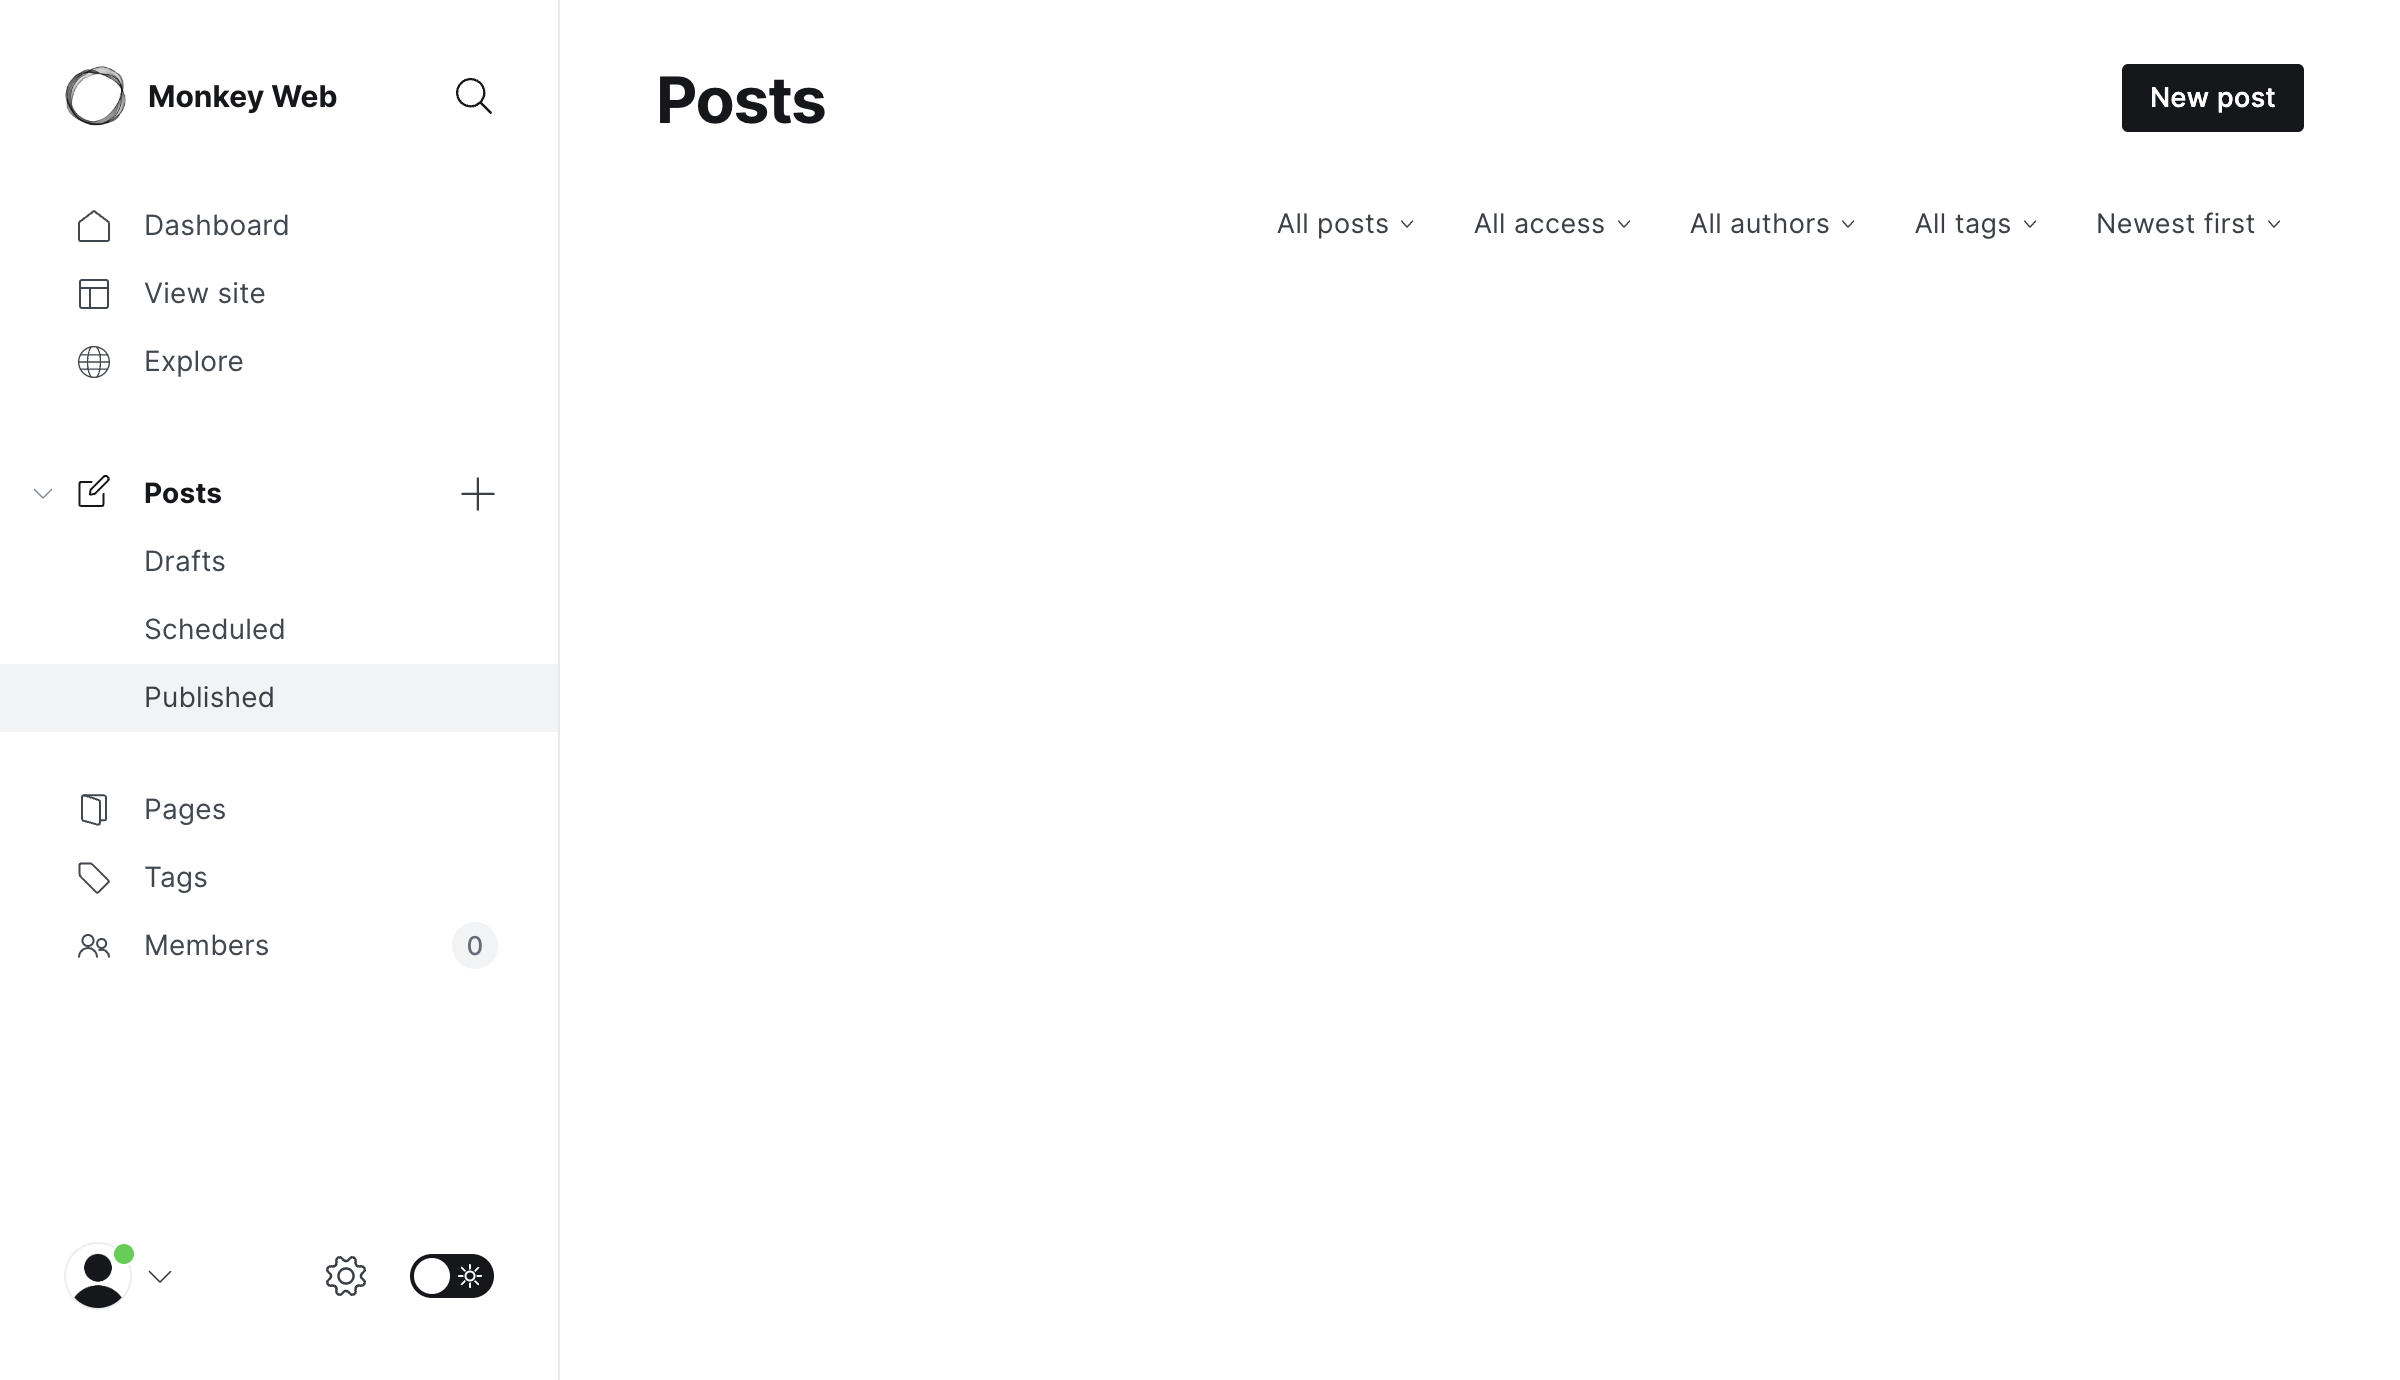 Monkey Web
Dashboard
View site
Explore
Posts
Drafts
Scheduled
Published
Pages
Tags
Members 0
Posts
New post
All posts All access All authors All tags Newest first